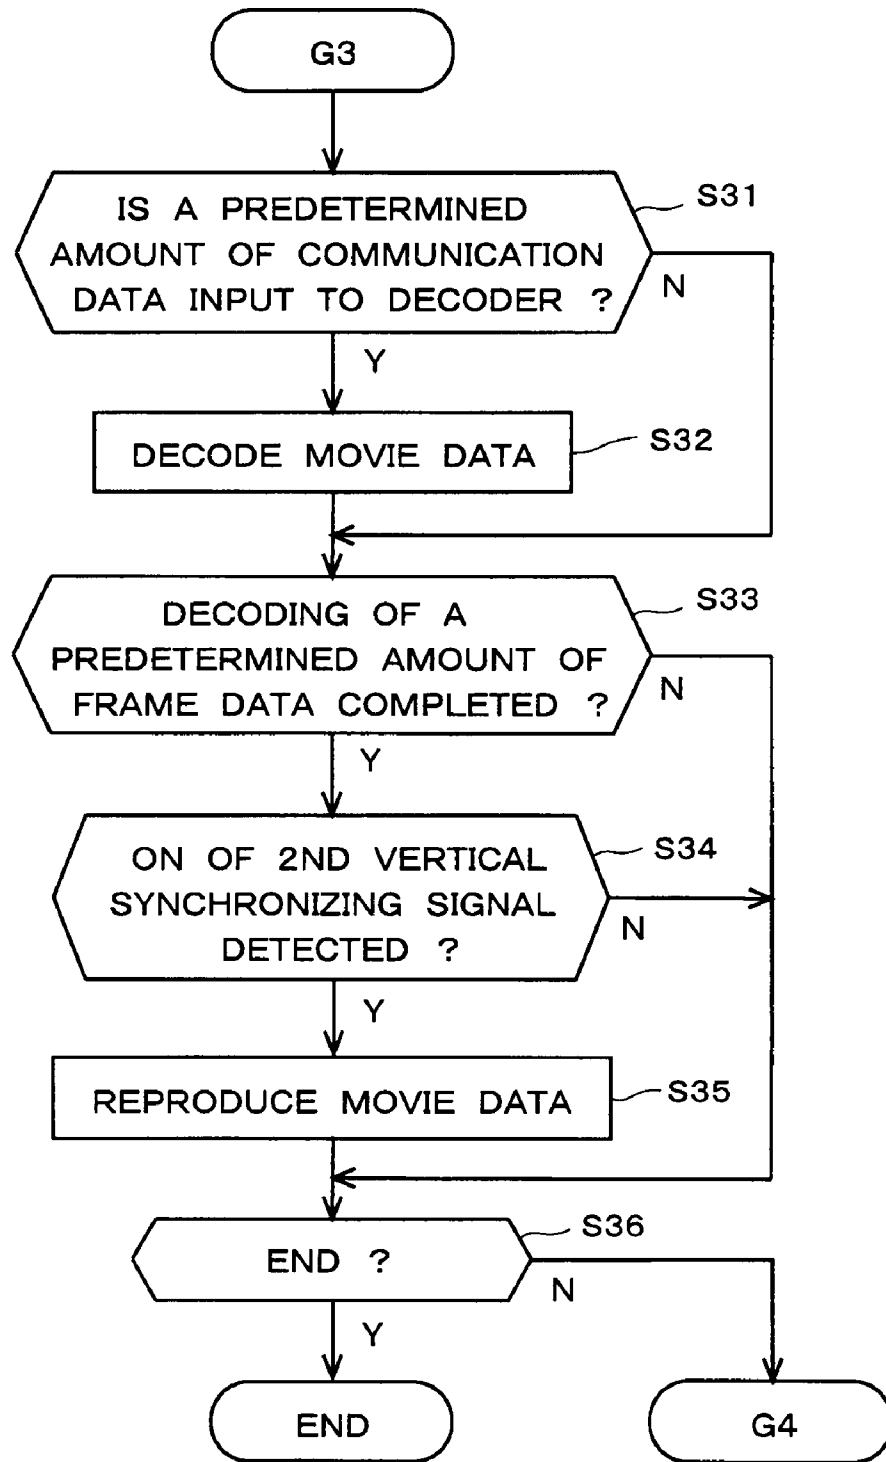 G3
IS A PREDETERMINED
AMOUNT OF COMMUNICATION
DATA INPUT TO DECODER ?
S31
N
Y
DECODE MOVIE DATA
S32
DECODING OF A
PREDETERMINED AMOUNT OF
FRAME DATA COMPLETED ?
S33
N
Y
ON OF 2ND VERTICAL
SYNCHRONIZING SIGNAL
DETECTED ?
S34
N
Y
REPRODUCE MOVIE DATA
S35
END ?
S36
N
Y
END
G4